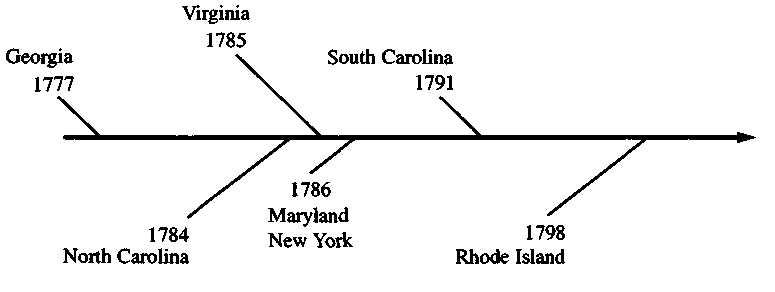 Georgia
1777
Virginia
1785
South Carolina
1791
1784
North Carolina
1786
Maryland
New York
1798
Rhode Island